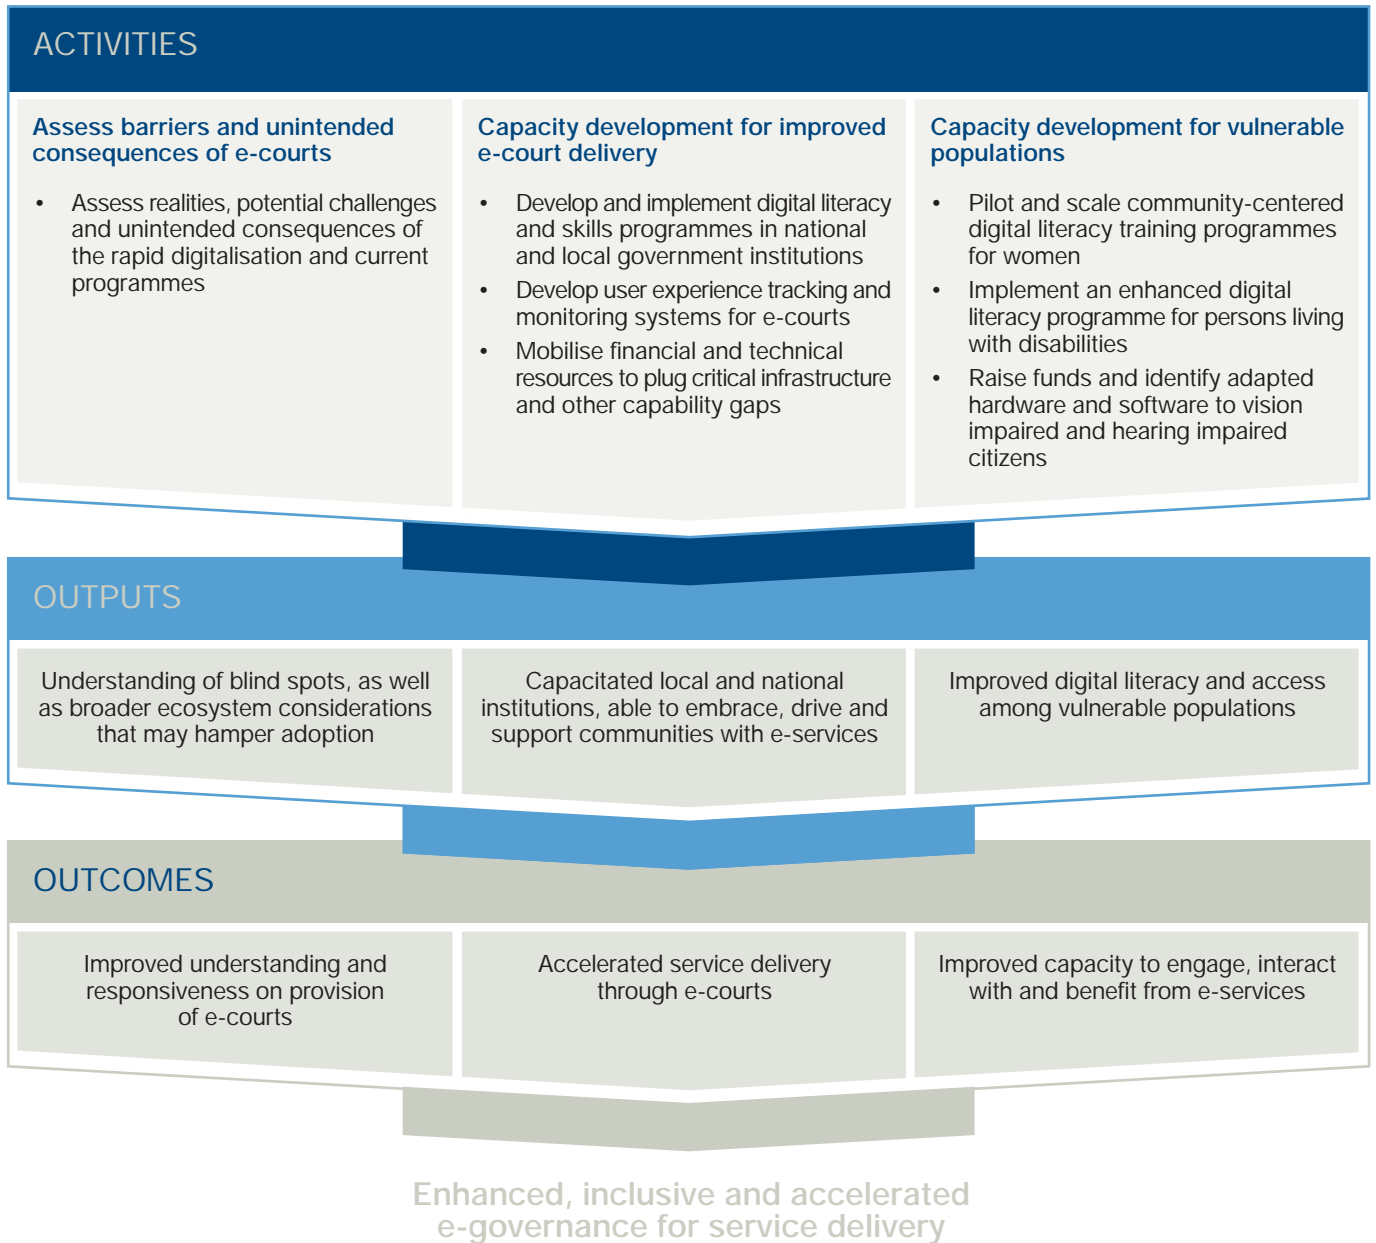 ACTIVITIES
Assess barriers and unintended
consequences of e-courts
• Assess realities, potential challenges
and unintended consequences of
the rapid digitalisation and current
programmes
Capacity development for improved
e-court delivery
• Develop and implement digital literacy
and skills programmes in national
and local government institutions
• Develop user experience tracking and
monitoring systems for e-courts
• Mobilise financial and technical
resources to plug critical infrastructure
and other capability gaps
Capacity development for vulnerable
populations
• Pilot and scale community-centered
digital literacy training programmes
for women
• Implement an enhanced digital
literacy programme for persons living
with disabilities
• Raise funds and identify adapted
hardware and software to vision
impaired and hearing impaired
citizens
OUTPUTS
Understanding of blind spots, as well
as broader ecosystem considerations
that may hamper adoption
Capacitated local and national
institutions, able to embrace, drive and
support communities with e-services
Improved digital literacy and access
among vulnerable populations
OUTCOMES
Improved understanding and
responsiveness on provision
of e-courts
Accelerated service delivery
through e-courts
Improved capacity to engage, interact
with and benefit from e-services
Enhanced, inclusive and accelerated
e-governance for service delivery